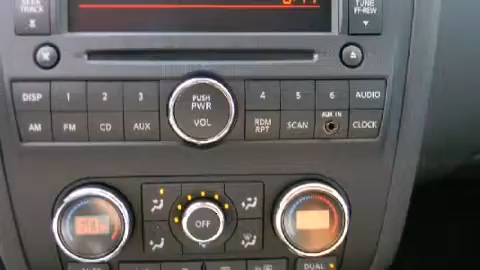 SEEK
TRACK
TUNE
FF·REW
DISP 1 2 3 PUSH PWR VOL 4 5 6 AUDIO
AM FM CD AUX RDM RPT SCAN AUX IN CLOCK
OFF
DUAL